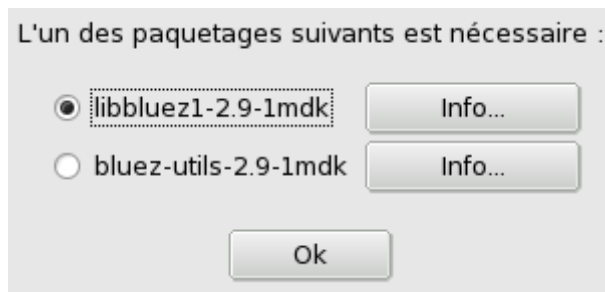 L'un des paquetages suivants est nécessaire :
libbluez1-2.9-1mdk Info...
bluez-utils-2.9-1mdk Info...
Ok